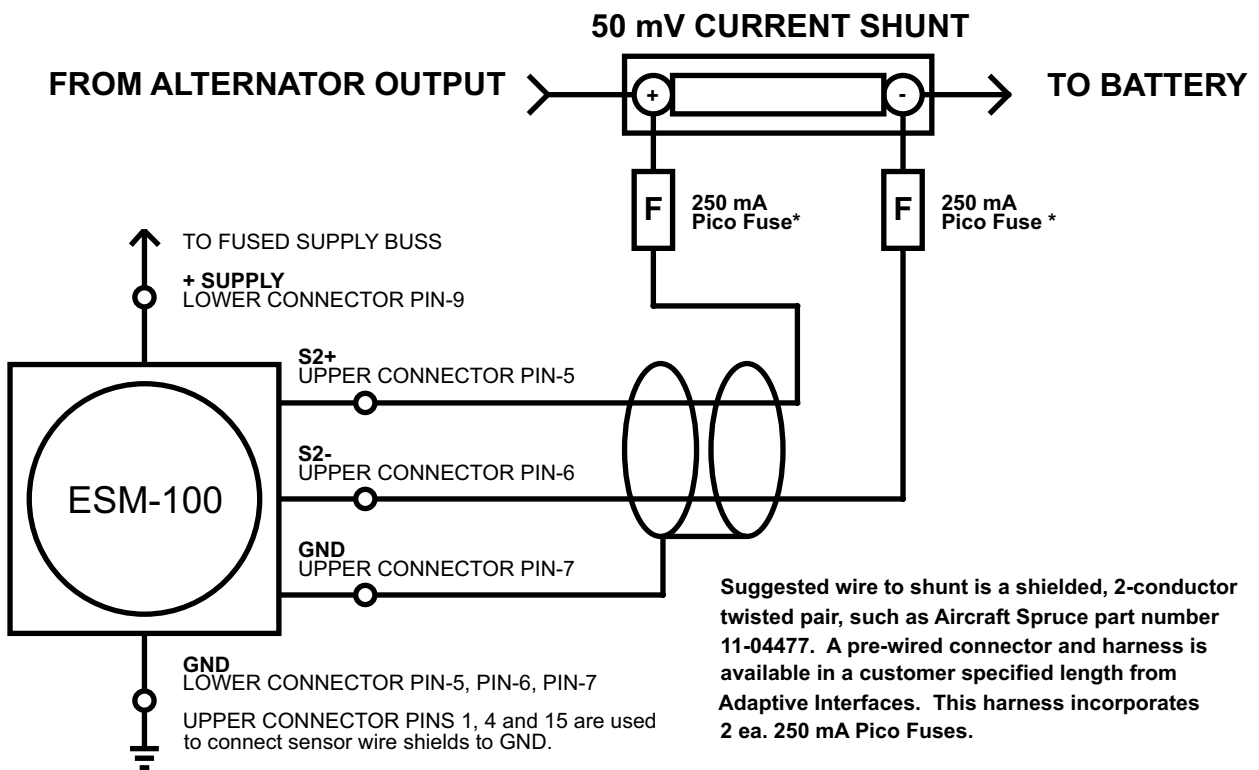 50 mV CURRENT SHUNT
FROM ALTERNATOR OUTPUT
+
-
TO BATTERY
F
250 mA
Pico Fuse*
F
250 mA
Pico Fuse *
TO FUSED SUPPLY BUSS
+ SUPPLY
LOWER CONNECTOR PIN-9
S2+
UPPER CONNECTOR PIN-5
S2-
UPPER CONNECTOR PIN-6
ESM-100
GND
UPPER CONNECTOR PIN-7
GND
LOWER CONNECTOR PIN-5, PIN-6, PIN-7
UPPER CONNECTOR PINS 1, 4 and 15 are used
to connect sensor wire shields to GND.
Suggested wire to shunt is a shielded, 2-conductor
twisted pair, such as Aircraft Spruce part number
11-04477.  A pre-wired connector and harness is
available in a customer specified length from
Adaptive Interfaces.  This harness incorporates
2 ea. 250 mA Pico Fuses.